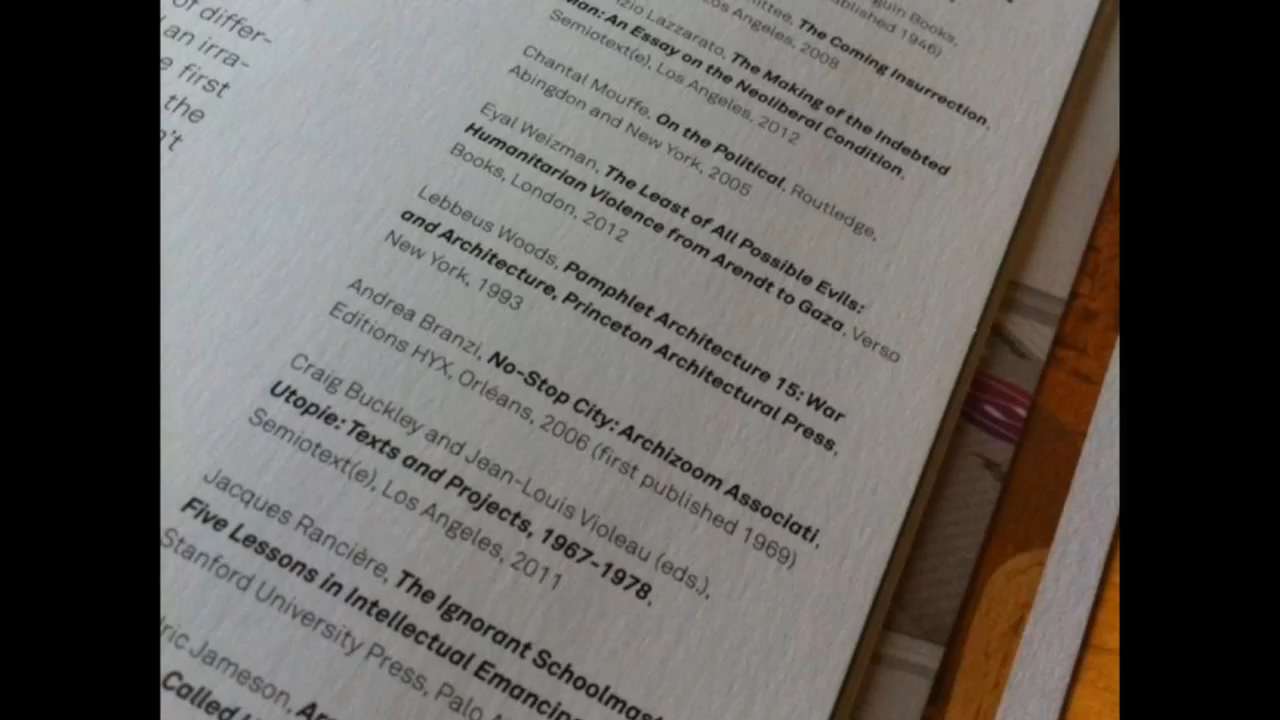 of differ-
an irra-
first
the
guin Books,
published 1946)
The Coming Insurrection,
Los Angeles, 2008
Lazzarato, The Making of the Indebted
Man: An Essay on the Neoliberal Condition,
Semiotext(e), Los Angeles, 2012
Chantal Mouffe, On the Political, Routledge,
Abingdon and New York, 2005
Eyal Weizman, The Least of All Possible Evils:
Humanitarian Violence from Arendt to Gaza, Verso
Books, London, 2012
Lebbeus Woods, Pamphlet Architecture 15: War
and Architecture, Princeton Architectural Press,
New York, 1993
Andrea Branzi, No-Stop City: Archizoom Associati,
Editions HYX, Orléans, 2006 (first published 1969)
Craig Buckley and Jean-Louis Violeau (eds.),
Utopie: Texts and Projects, 1967-1978,
Semiotext(e), Los Angeles, 2011
Jacques Rancière, The Ignorant Schoolmast
Five Lessons in Intellectual Emancip
Stanford University Press, Palo
ric Jameson,
Called